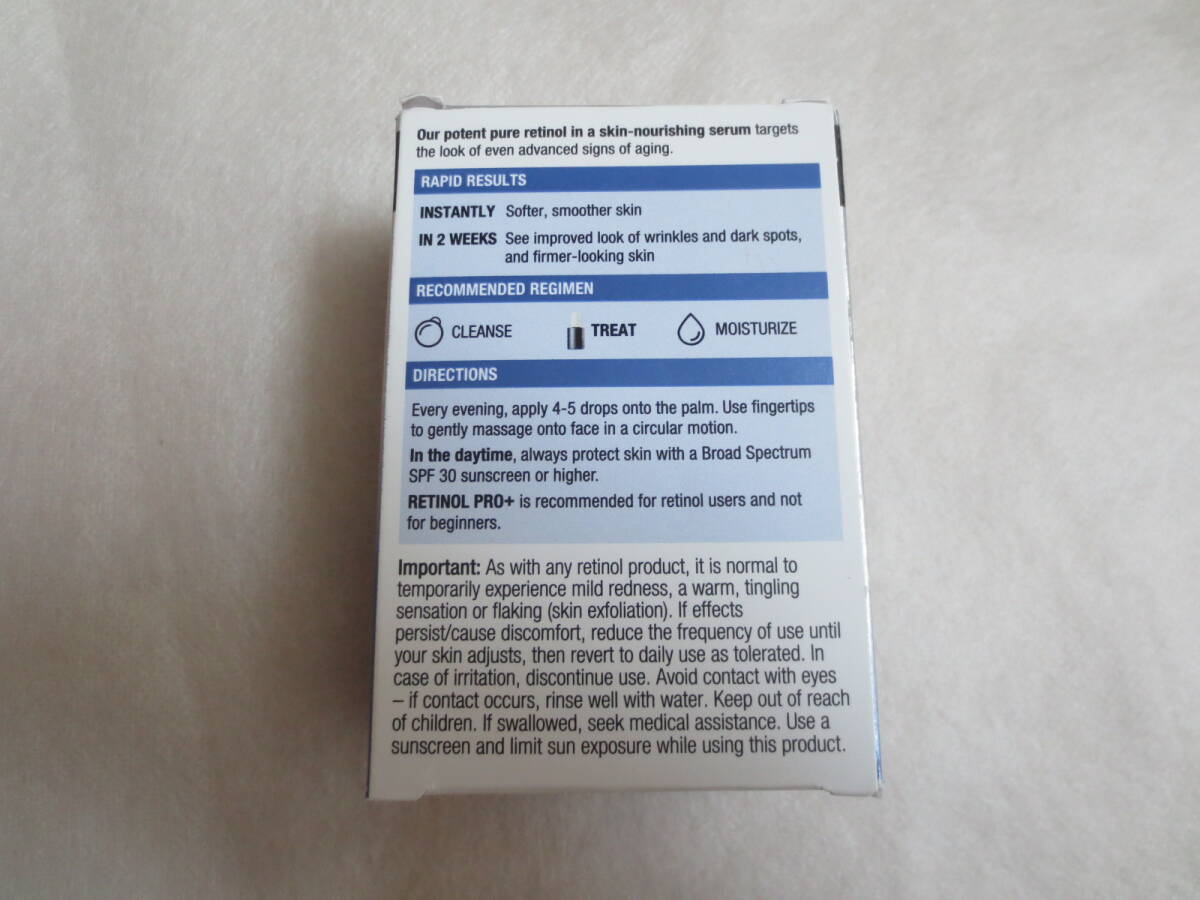 Our potent pure retinol in a skin-nourishing serum targets
the look of even advanced signs of aging.
RAPID RESULTS
INSTANTLY Softer, smoother skin
IN 2 WEEKS See improved look of wrinkles and dark spots,
and firmer-looking skin
RECOMMENDED REGIMEN
CLEANSE TREAT MOISTURIZE
DIRECTIONS
Every evening, apply 4-5 drops onto the palm. Use fingertips
to gently massage onto face in a circular motion.
In the daytime, always protect skin with a Broad Spectrum
SPF 30 sunscreen or higher.
RETINOL PRO+ is recommended for retinol users and not
for beginners.
Important: As with any retinol product, it is normal to
temporarily experience mild redness, a warm, tingling
sensation or flaking (skin exfoliation). If effects
persist/cause discomfort, reduce the frequency of use until
your skin adjusts, then revert to daily use as tolerated. In
case of irritation, discontinue use. Avoid contact with eyes
– if contact occurs, rinse well with water. Keep out of reach
of children. If swallowed, seek medical assistance. Use a
sunscreen and limit sun exposure while using this product.